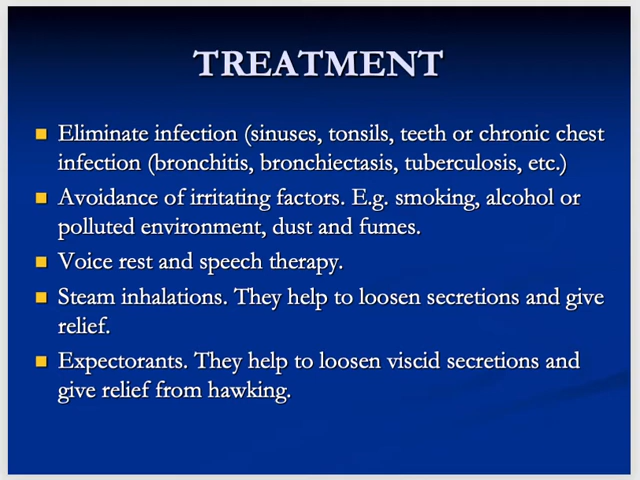 TREATMENT
Eliminate infection (sinuses, tonsils, teeth or chronic chest
infection (bronchitis, bronchiectasis, tuberculosis, etc.)
Avoidance of irritating factors. E.g. smoking, alcohol or
polluted environment, dust and fumes.
Voice rest and speech therapy.
Steam inhalations. They help to loosen secretions and give
relief.
Expectorants. They help to loosen viscid secretions and
give relief from hawking.